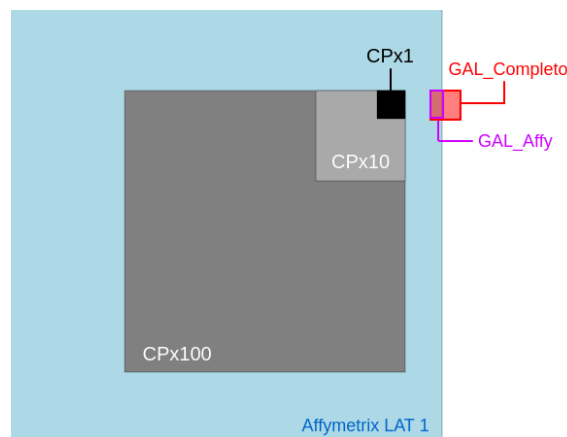 CPx1
GAL_Completo
GAL_Affy
CPx10
CPx100
Affymetrix LAT 1